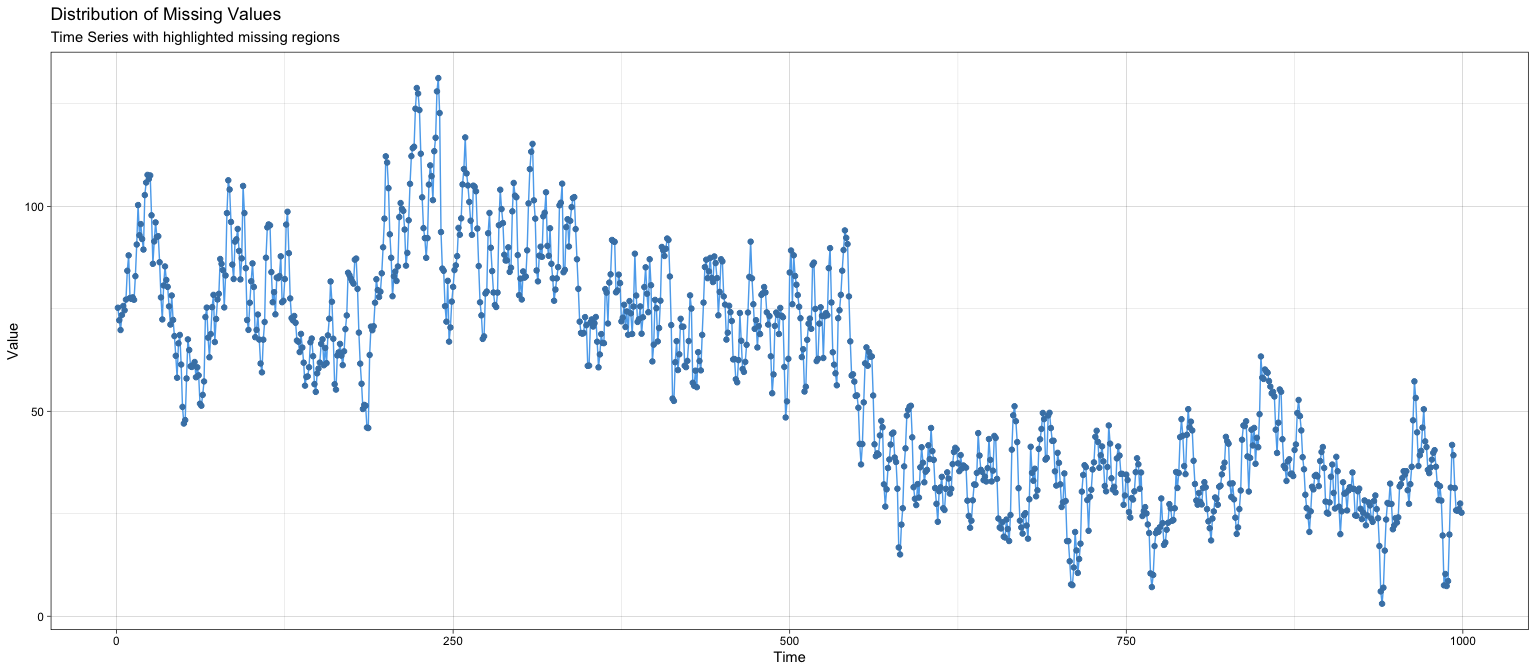 Distribution of Missing Values
Time Series with highlighted missing regions
Value
100
50
0
0
250
500
750
1000
Time